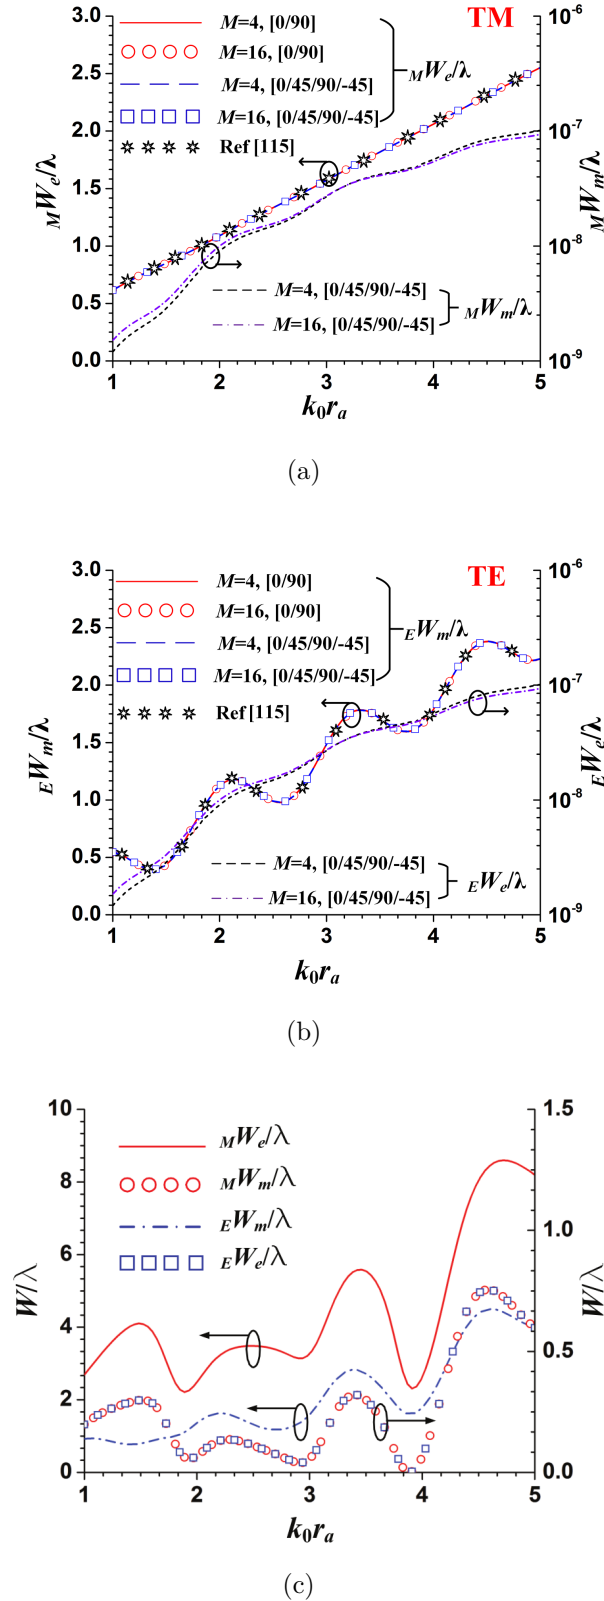 TM
M=4, [0/90]
M=16, [0/90]
M=4, [0/45/90/-45]
M=16, [0/45/90/-45]
Ref [115]
MWe/λ
M=4, [0/45/90/-45]
M=16, [0/45/90/-45]
MWm/λ
MWe/λ
3.0
2.5
2.0
1.5
1.0
0.5
0.0
MWm/λ
10-6
10-7
10-8
10-9
1 2 3 4 5
k0ra
(a)
TE
M=4, [0/90]
M=16, [0/90]
M=4, [0/45/90/-45]
M=16, [0/45/90/-45]
Ref [115]
EWm/λ
M=4, [0/45/90/-45]
M=16, [0/45/90/-45]
EWe/λ
EWm/λ
3.0
2.5
2.0
1.5
1.0
0.5
0.0
EWe/λ
10-6
10-7
10-8
10-9
1 2 3 4 5
k0ra
(b)
MWe/λ
MWm/λ
EWm/λ
EWe/λ
W/λ
10
8
6
4
2
0
W/λ
1.5
1.0
0.5
0.0
1 2 3 4 5
k0ra
(c)